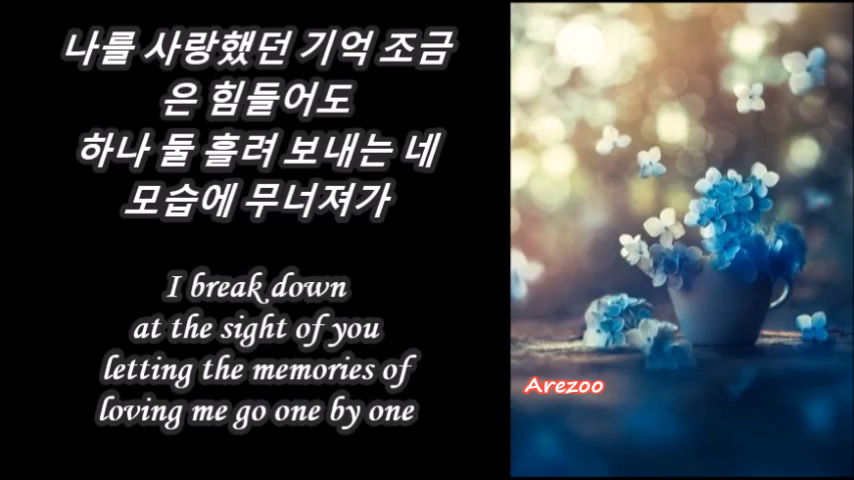 나를 사랑했던 기억 조금
은 힘들어도
하나 둘 흘려 보내는 네
모습에 무너져가
I break down
at the sight of you
letting the memories of
loving me go one by one
Arezoo